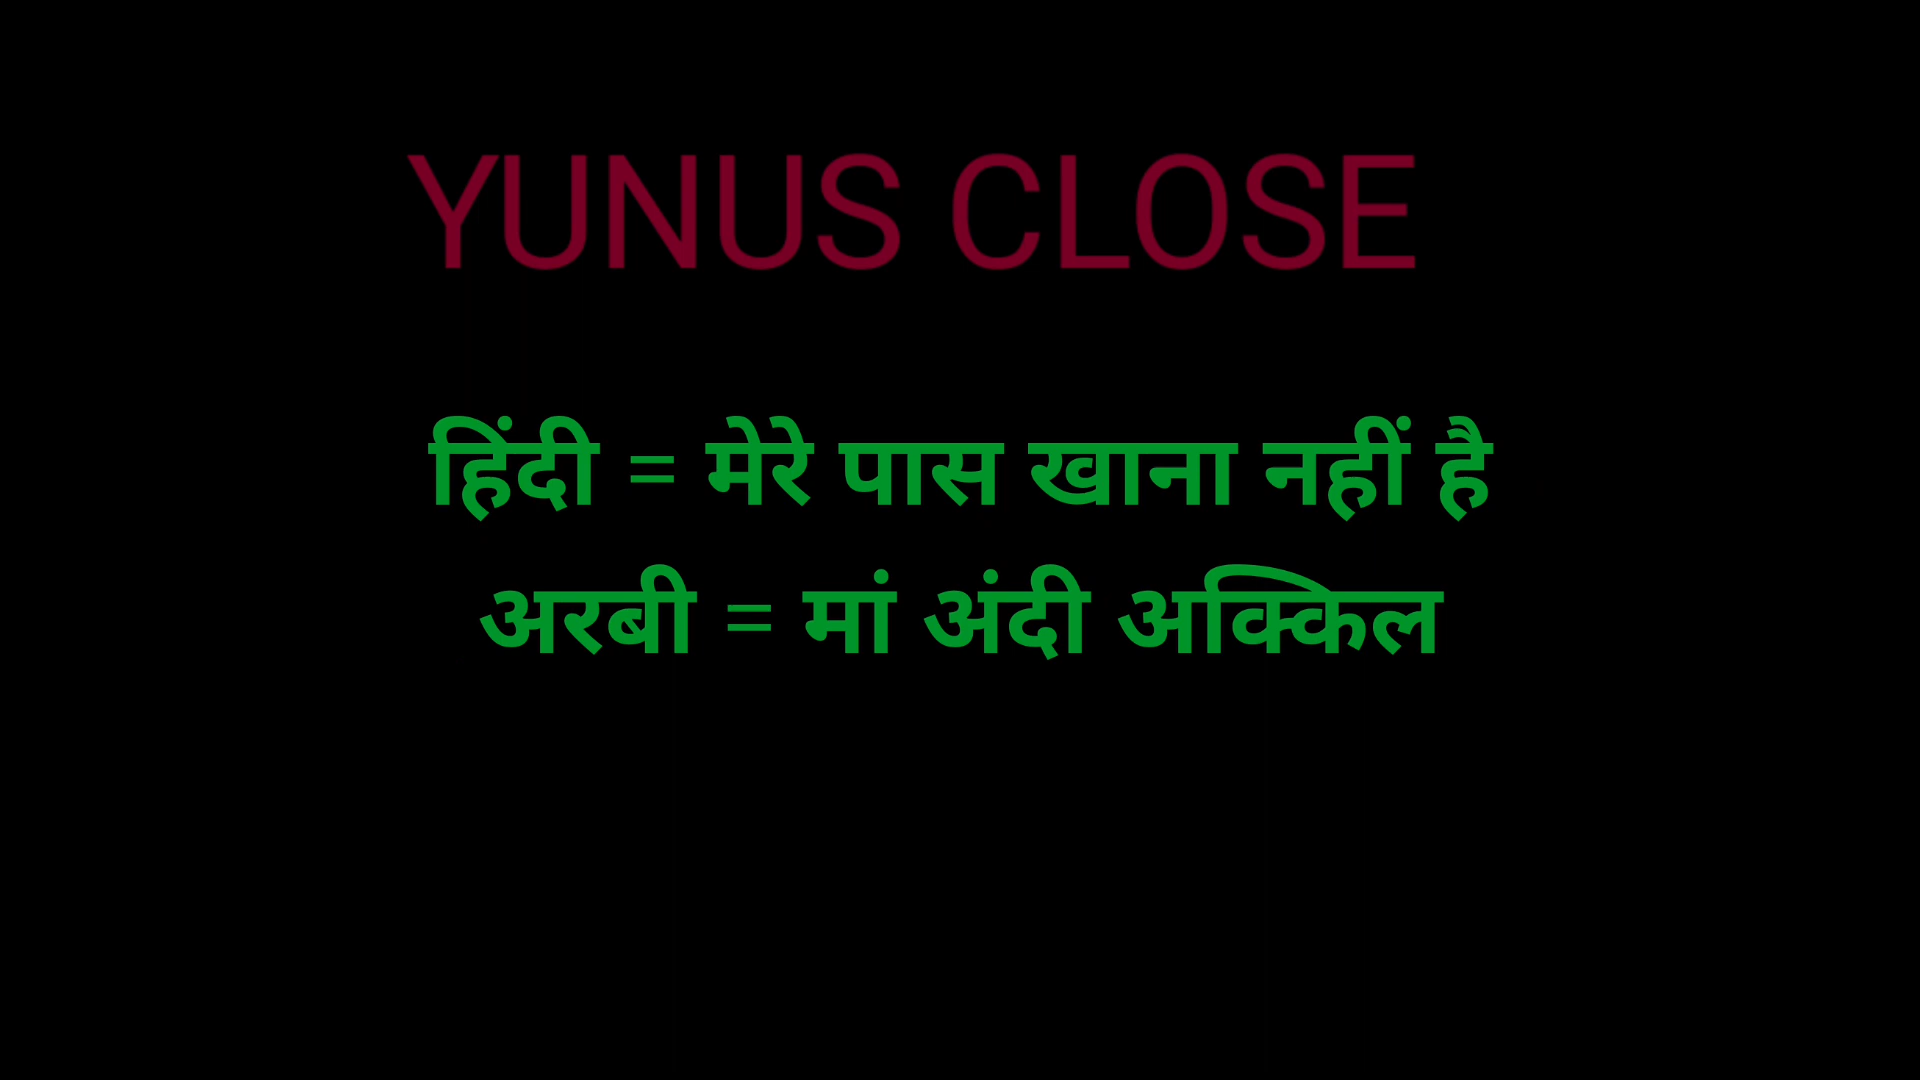 YUNUS CLOSE
हिंदी = मेरे पास खाना नहीं है
अरबी = मां अंदी अक्किल